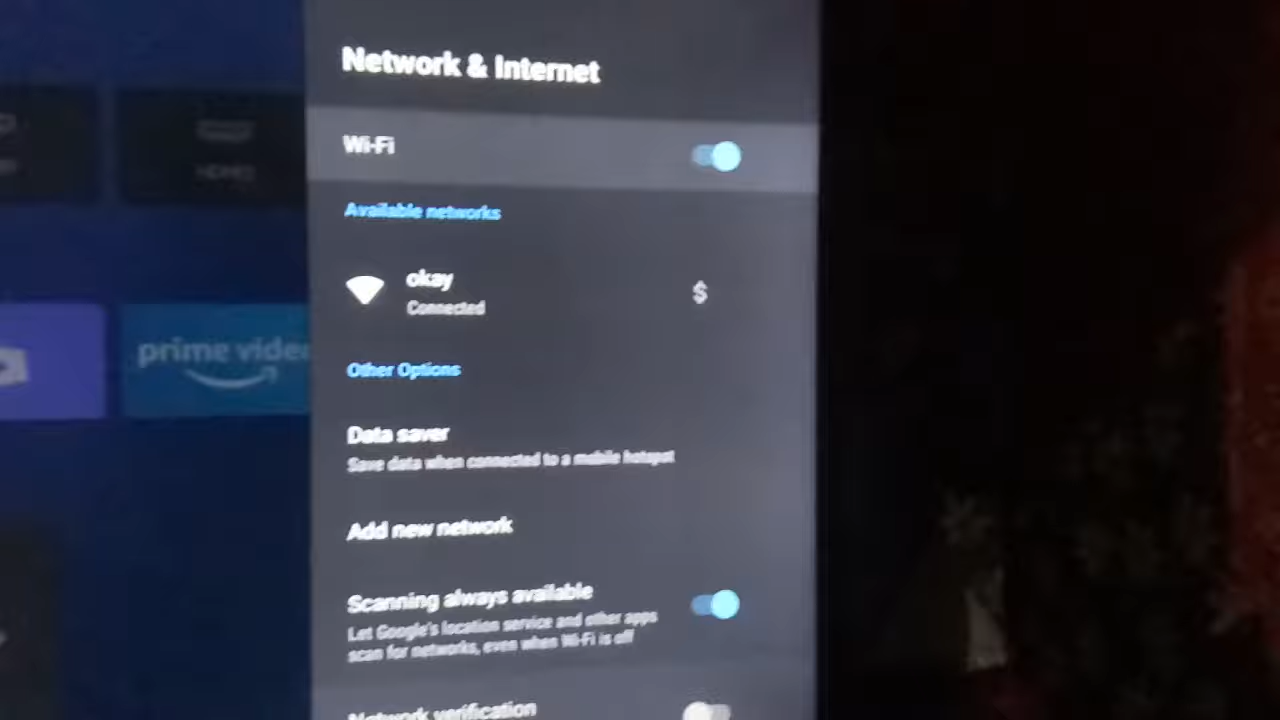 Network & Internet
Wi-Fi
Available networks
okay
Connected
$
Other Options
prime video
Data saver
Save data when connected to a mobile hotspot
Add new network
Scanning always available
Let Google's location service and other apps
scan for networks, even when Wi-Fi is off
Network verification